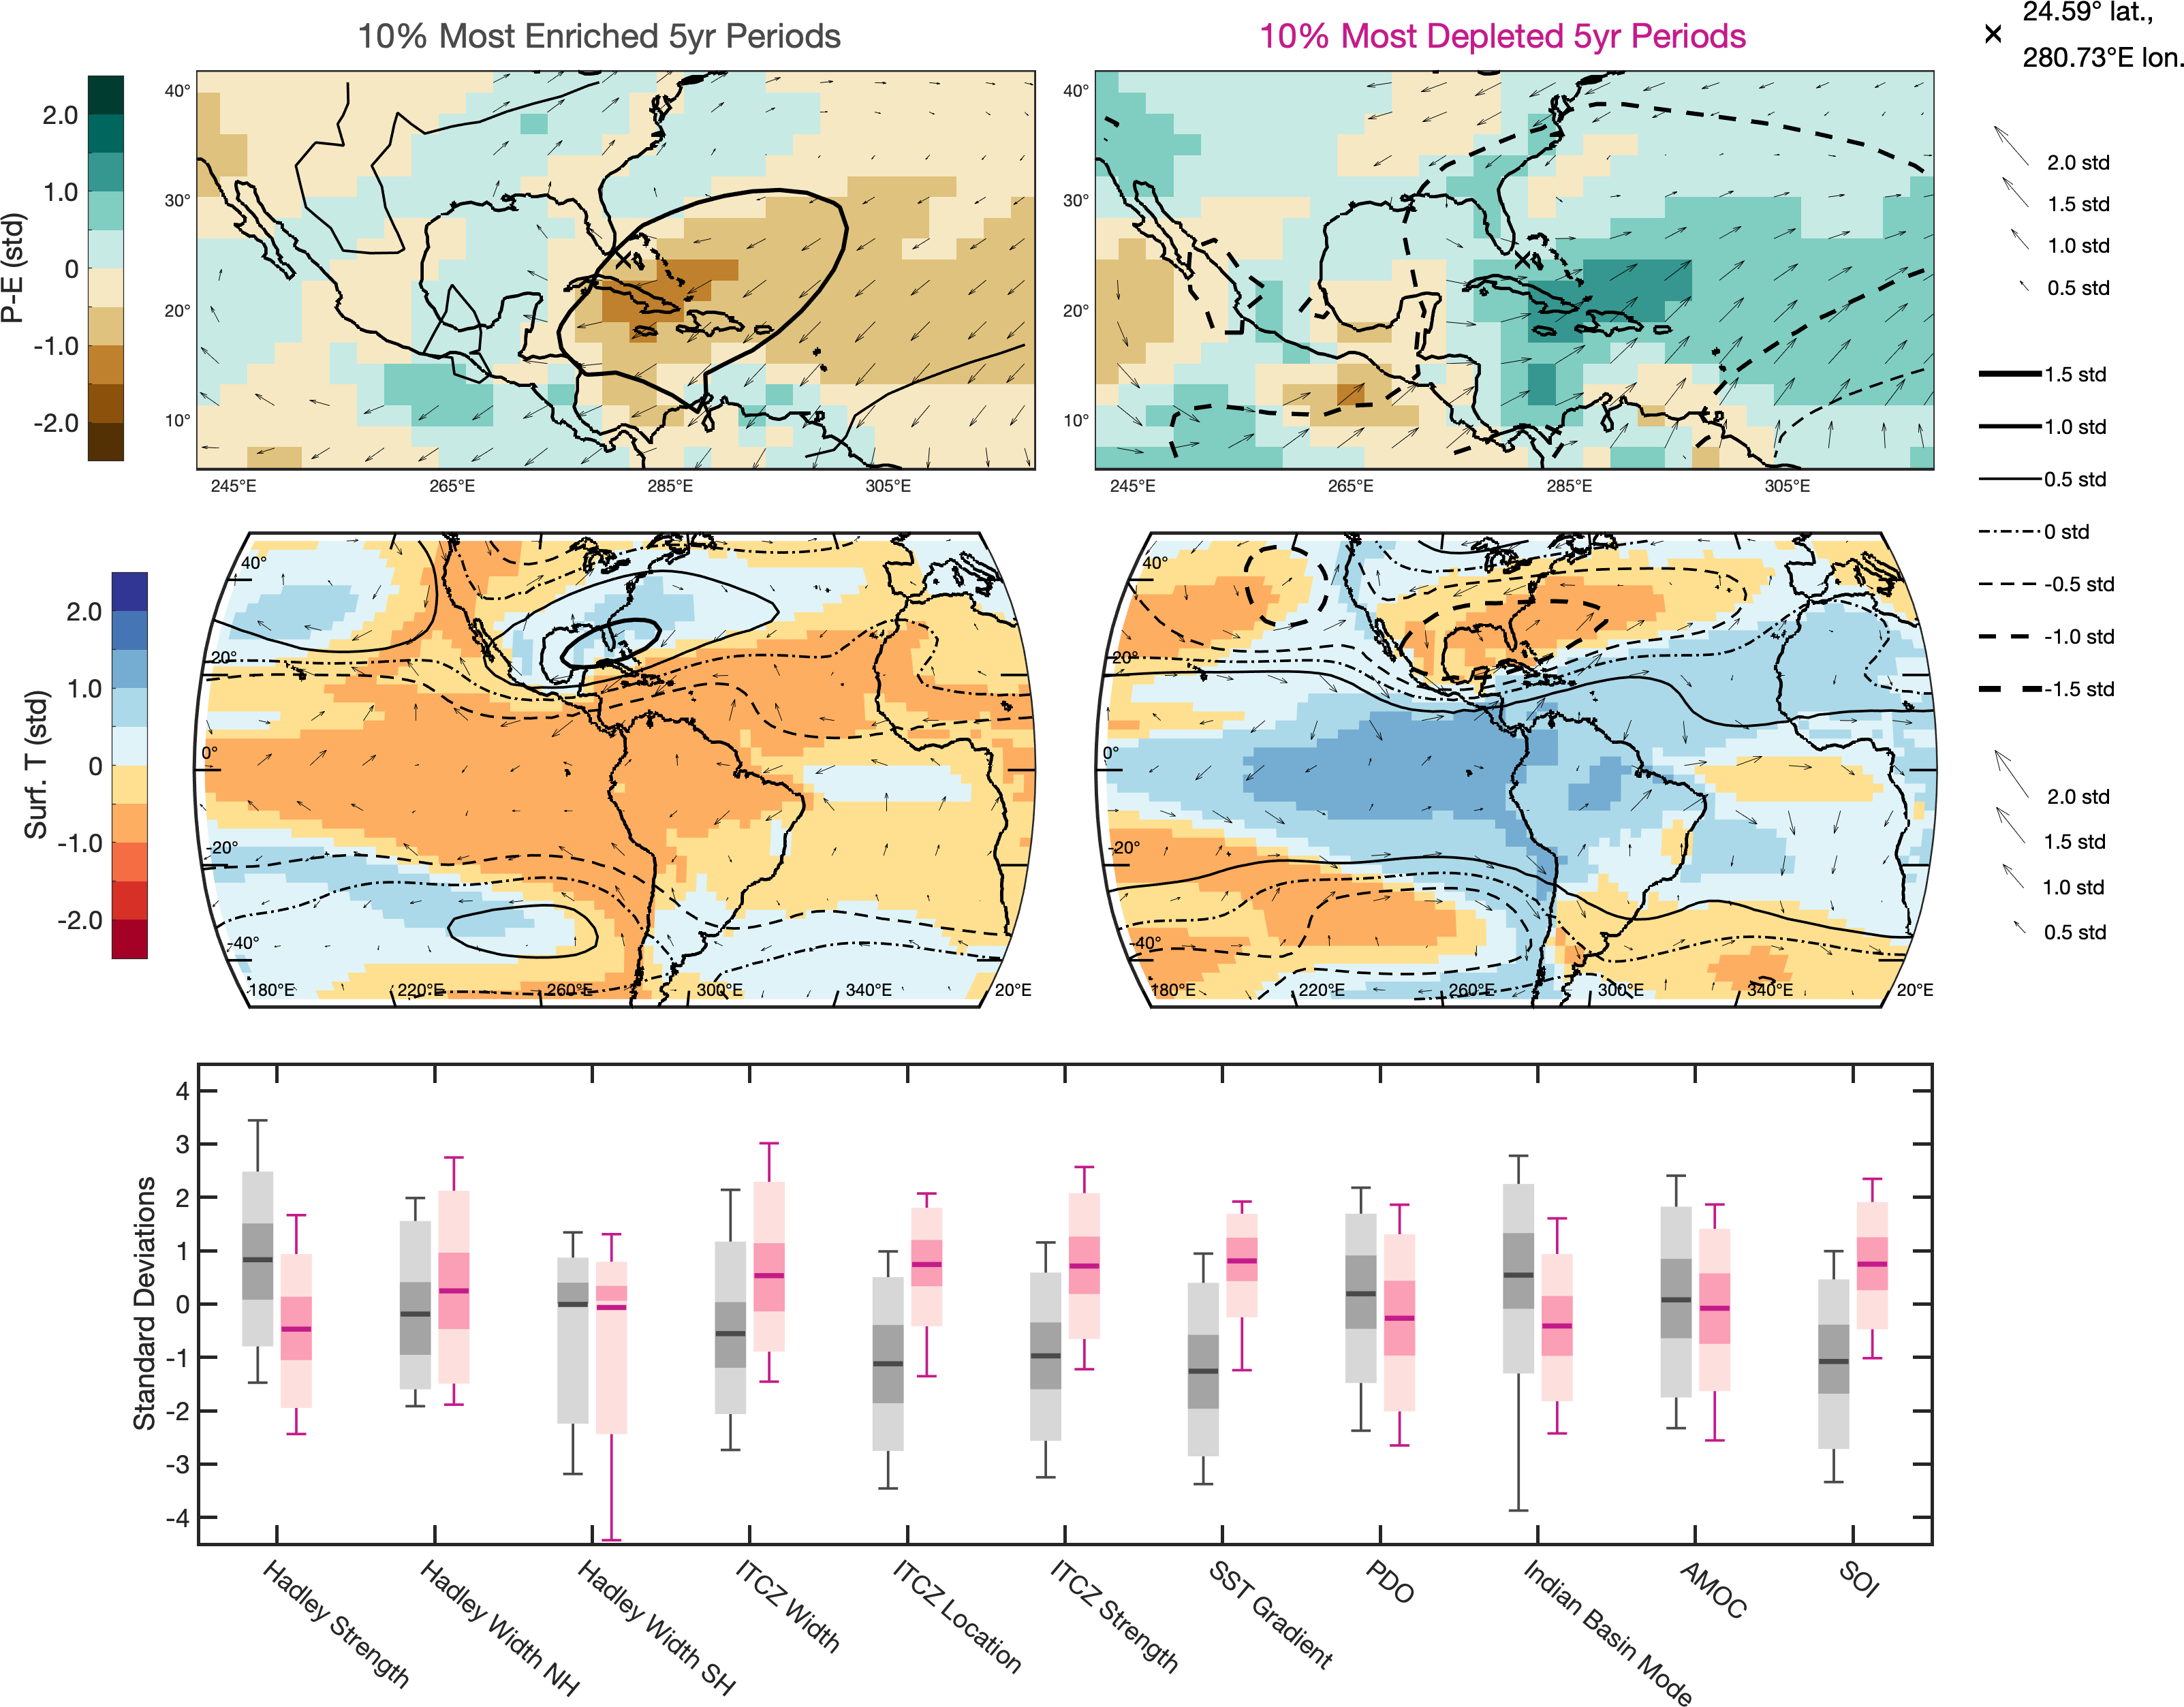 10% Most Enriched 5yr Periods
10% Most Depleted 5yr Periods
24.59° lat.,
280.73°E lon.
P-E (std)
2.0
1.0
0
-1.0
-2.0
40°
30°
20°
10°
245°E
265°E
285°E
305°E
40°
30°
20°
10°
245°E
265°E
285°E
305°E
2.0 std
1.5 std
1.0 std
0.5 std
1.5 std
1.0 std
0.5 std
0 std
-0.5 std
-1.0 std
-1.5 std
Surf. T (std)
2.0
1.0
0
-1.0
-2.0
40°
20°
0°
-20°
-40°
180°E
220°E
260°E
300°E
340°E
20°E
40°
20°
0°
-20°
-40°
180°E
220°E
260°E
300°E
340°E
20°E
2.0 std
1.5 std
1.0 std
0.5 std
Standard Deviations
4
3
2
1
0
-1
-2
-3
-4
Hadley Strength
Hadley Width NH
Hadley Width SH
ITCZ Width
ITCZ Location
ITCZ Strength
SST Gradient
PDO
Indian Basin Mode
AMOC
SOI